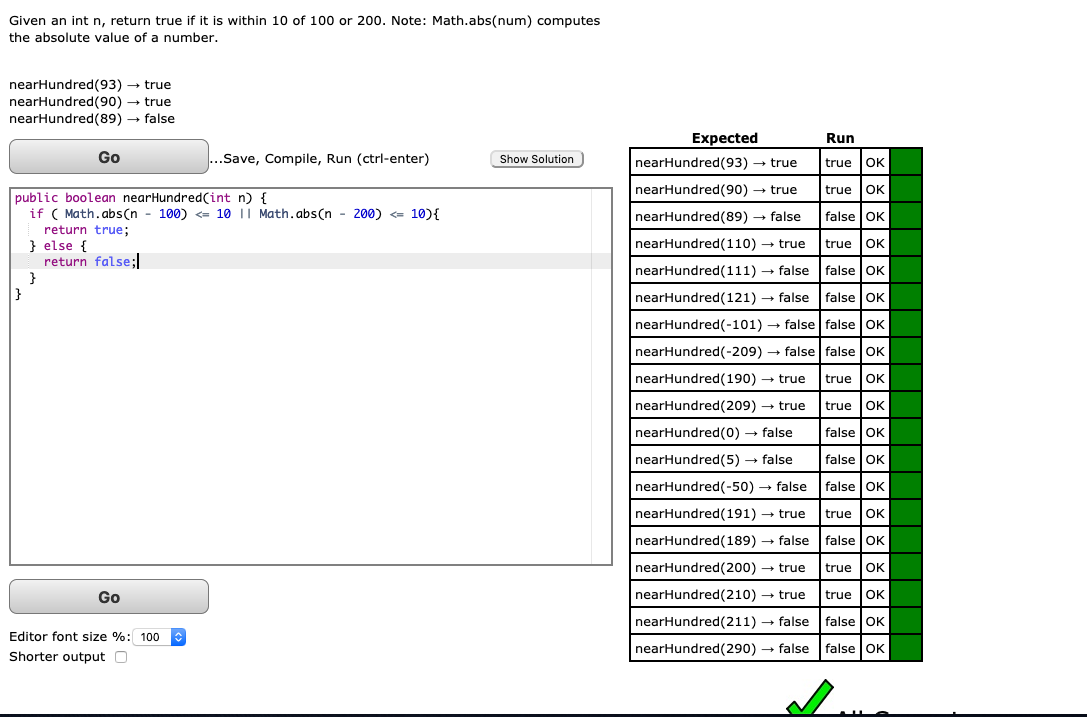 Given an int n, return true if it is within 10 of 100 or 200. Note: Math.abs(num) computes
the absolute value of a number.
nearHundred(93) → true
nearHundred(90) → true
nearHundred(89) → false
Go
...Save, Compile, Run (ctrl-enter)
Show Solution
public boolean nearHundred(int n) {
if ( Math.abs(n - 100) <= 10 || Math.abs(n - 200) <= 10){
return true;
} else {
return false;
}
}
Go
Editor font size %: 100
Shorter output
Expected Run
nearHundred(93) → true true OK
nearHundred(90) → true true OK
nearHundred(89) → false false OK
nearHundred(110) → true true OK
nearHundred(111) → false false OK
nearHundred(121) → false false OK
nearHundred(-101) → false false OK
nearHundred(-209) → false false OK
nearHundred(190) → true true OK
nearHundred(209) → true true OK
nearHundred(0) → false false OK
nearHundred(5) → false false OK
nearHundred(-50) → false false OK
nearHundred(191) → true true OK
nearHundred(189) → false false OK
nearHundred(200) → true true OK
nearHundred(210) → true true OK
nearHundred(211) → false false OK
nearHundred(290) → false false OK